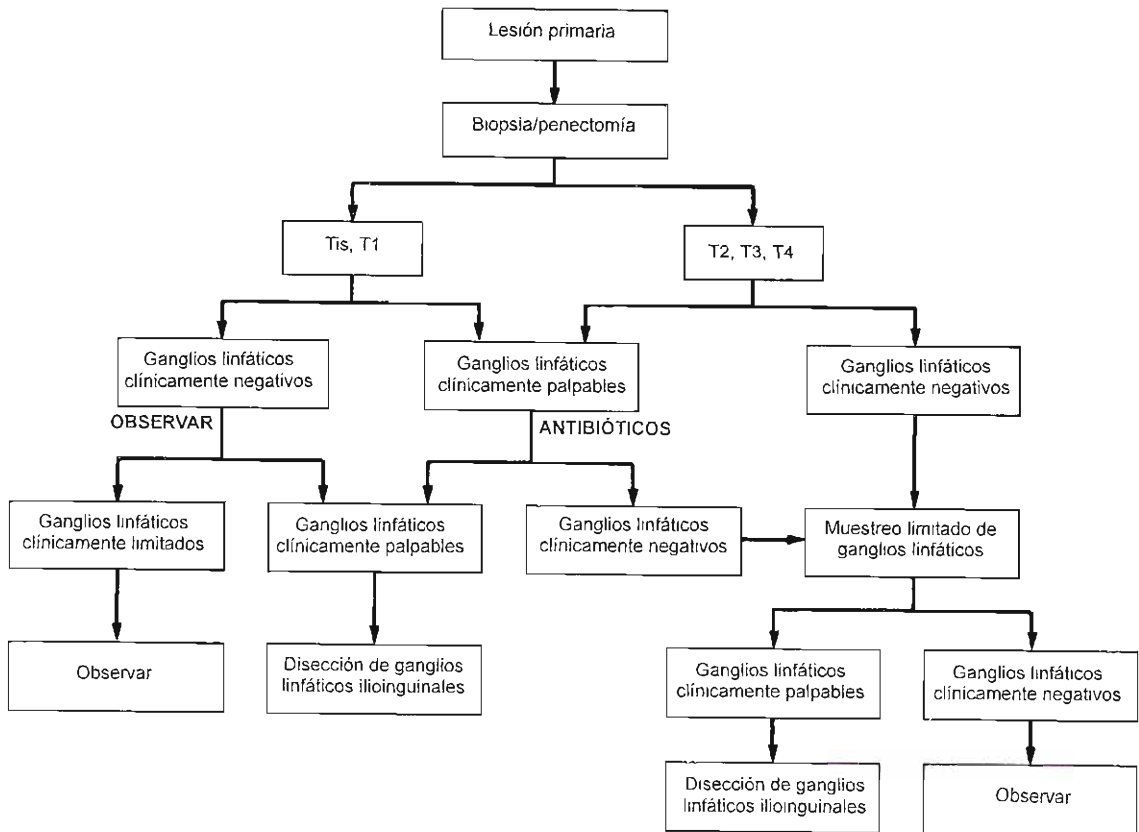 Lesión primaria
Biopsia/penectomía
Tis, T1
T2, T3, T4
Ganglios linfáticos
clínicamente negativos
Ganglios linfáticos
clínicamente palpables
Ganglios linfáticos
clínicamente negativos
OBSERVAR
ANTIBIÓTICOS
Ganglios linfáticos
clínicamente limitados
Ganglios linfáticos
clínicamente palpables
Ganglios linfáticos
clínicamente negativos
Muestreo limitado de
ganglios linfáticos
Observar
Disección de ganglios
linfáticos ilioinguinales
Ganglios linfáticos
clínicamente palpables
Ganglios linfáticos
clínicamente negativos
Disección de ganglios
linfáticos ilioinguinales
Observar